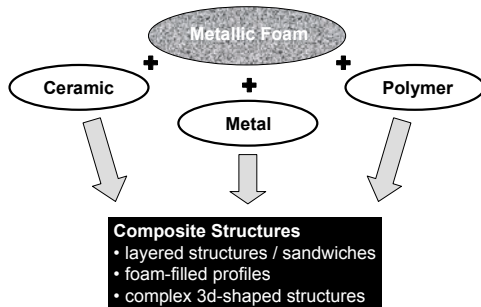 Metallic Foam
+ +
Ceramic + Polymer
Metal
Composite Structures
• layered structures / sandwiches
• foam-filled profiles
• complex 3d-shaped structures